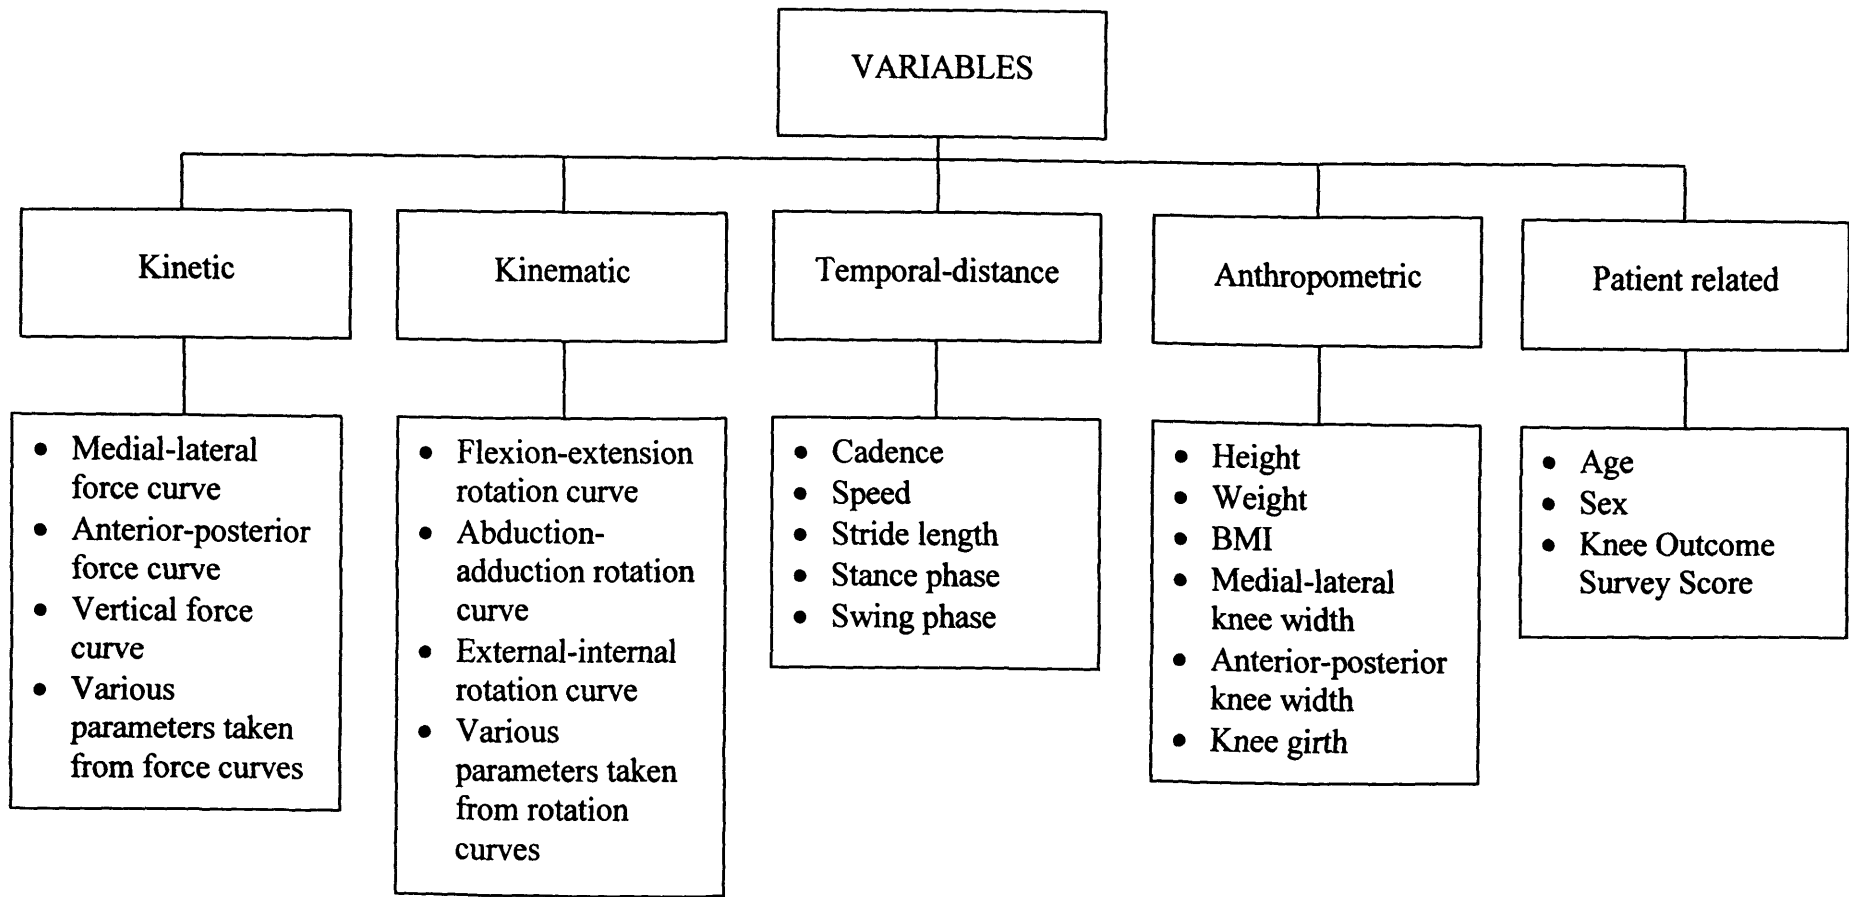 VARIABLES
Kinetic
Kinematic
Temporal-distance
Anthropometric
Patient related
• Medial-lateral
force curve
• Anterior-posterior
force curve
• Vertical force
curve
• Various
parameters taken
from force curves
• Flexion-extension
rotation curve
• Abduction-
adduction rotation
curve
• External-internal
rotation curve
• Various
parameters taken
from rotation
curves
• Cadence
• Speed
• Stride length
• Stance phase
• Swing phase
• Height
• Weight
• BMI
• Medial-lateral
knee width
• Anterior-posterior
knee width
• Knee girth
• Age
• Sex
• Knee Outcome
Survey Score